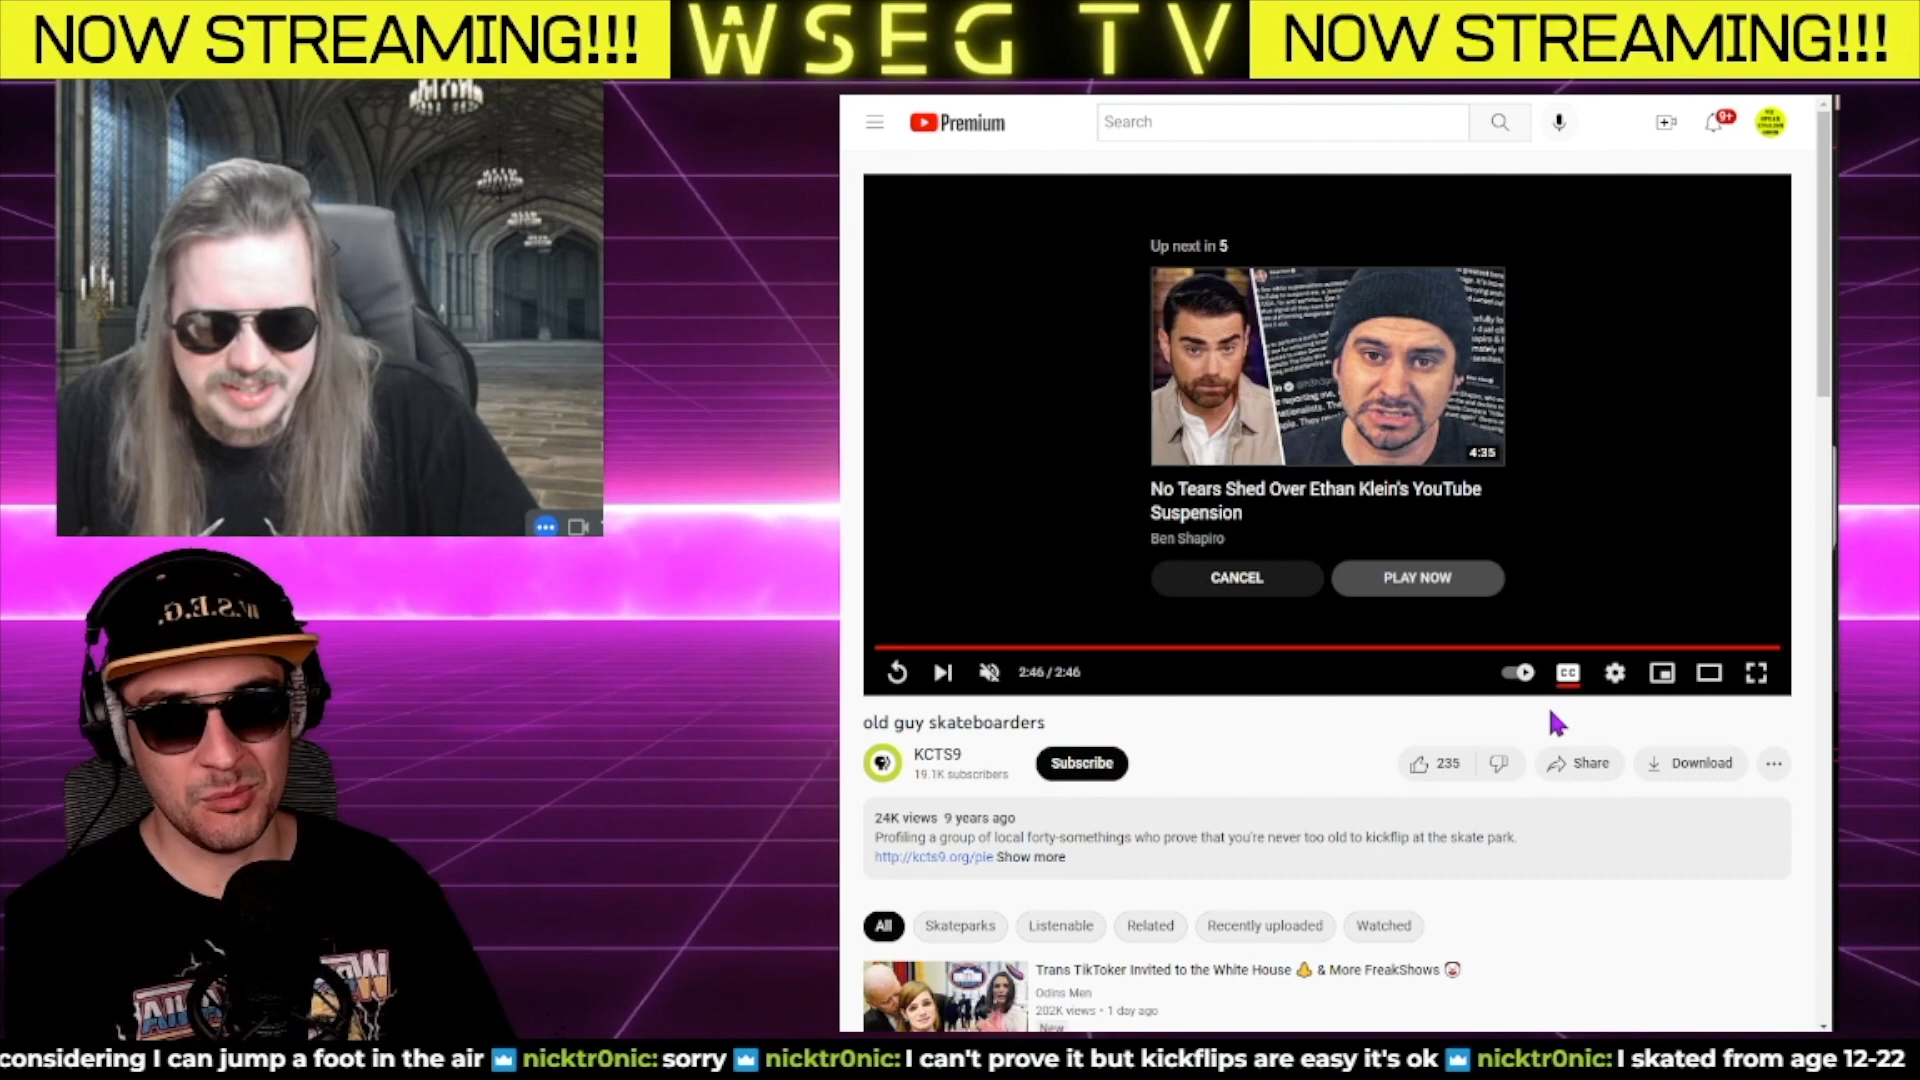 NOW STREAMING!!!
WSEG TV
NOW STREAMING!!!
Premium
Search
9+
Up next in 5
4:35
No Tears Shed Over Ethan Klein's YouTube
Suspension
Ben Shapiro
CANCEL
PLAY NOW
2:46 / 2:46
CC
W.S.E.G.
old guy skateboarders
KCTS9
19.1K subscribers
Subscribe
235
Share
Download
24K views 9 years ago
Profiling a group of local forty-somethings who prove that you're never too old to kickflip at the skate park.
http://kcts9.org/pie Show more
All
Skateparks
Listenable
Related
Recently uploaded
Watched
Trans TikToker Invited to the White House 👃 & More FreakShows 🤡
Odins Men
202K views • 1 day ago
New
considering I can jump a foot in the air nicktr0nic: sorry nicktr0nic: I can't prove it but kickflips are easy it's ok nicktr0nic: I skated from age 12-22